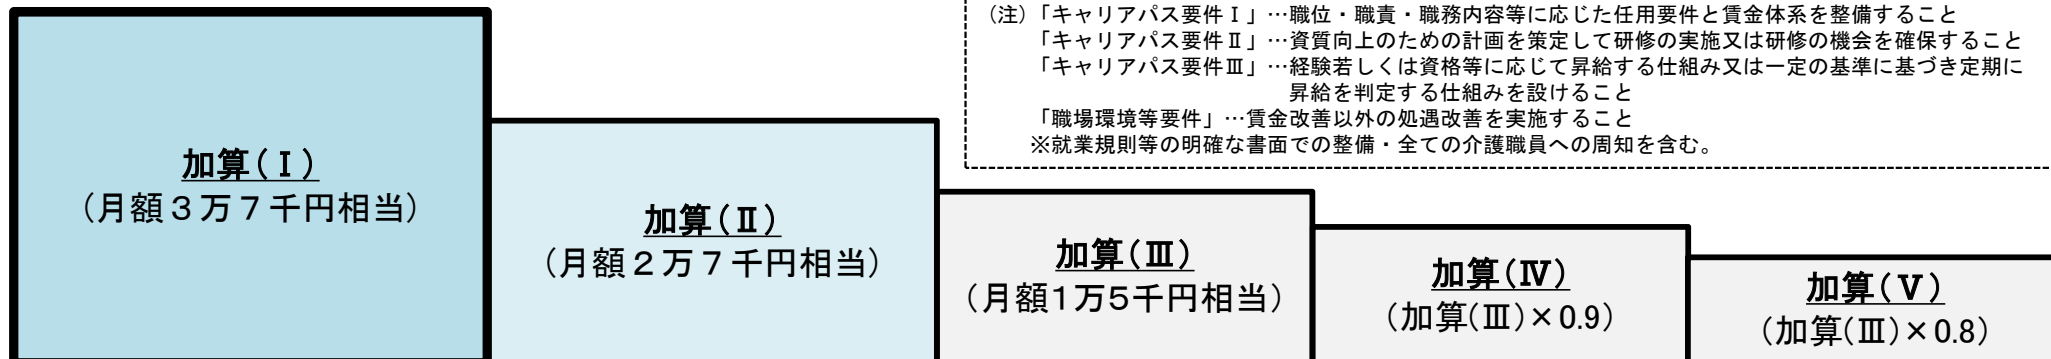 (注)「キャリアパス要件Ⅰ」…職位・職責・職務内容等に応じた任用要件と賃金体系を整備すること
「キャリアパス要件Ⅱ」…資質向上のための計画を策定して研修の実施又は研修の機会を確保すること
「キャリアパス要件Ⅲ」…経験若しくは資格等に応じて昇給する仕組み又は一定の基準に基づき定期に
昇給を判定する仕組みを設けること
「職場環境等要件」…賃金改善以外の処遇改善を実施すること
※就業規則等の明確な書面での整備・全ての介護職員への周知を含む。
加算(Ⅰ)
(月額３万７千円相当)
加算(Ⅱ)
(月額２万７千円相当)
加算(Ⅲ)
(月額1万5千円相当)
加算(Ⅳ)
(加算(Ⅲ)×0.9)
加算(Ⅴ)
(加算(Ⅲ)×0.8)